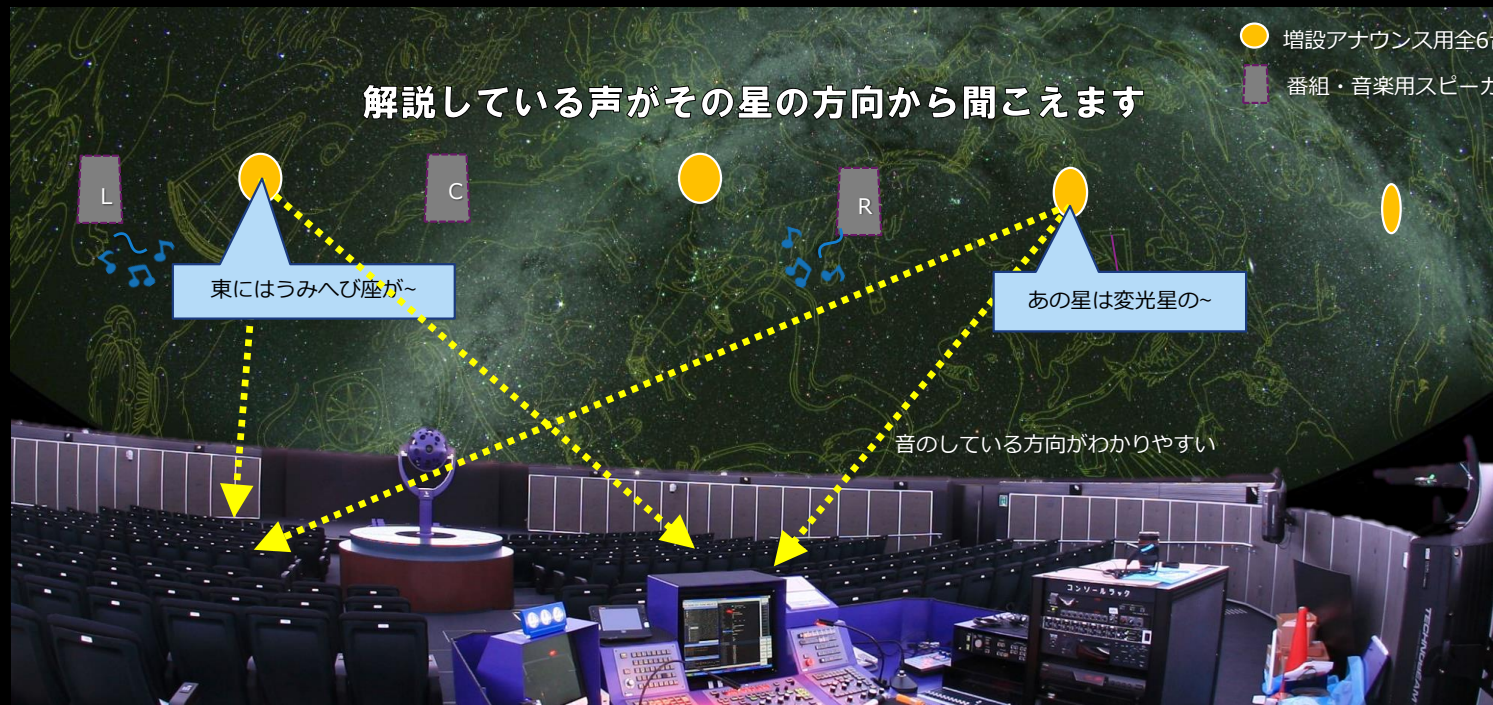 増設アナウンス用全6
番組・音楽用スピーカ
解説している声がその星の方向から聞こえます
L
C
R
東にはうみへび座が~
あの星は変光星の~
音のしている方向がわかりやすい
コンソールラック